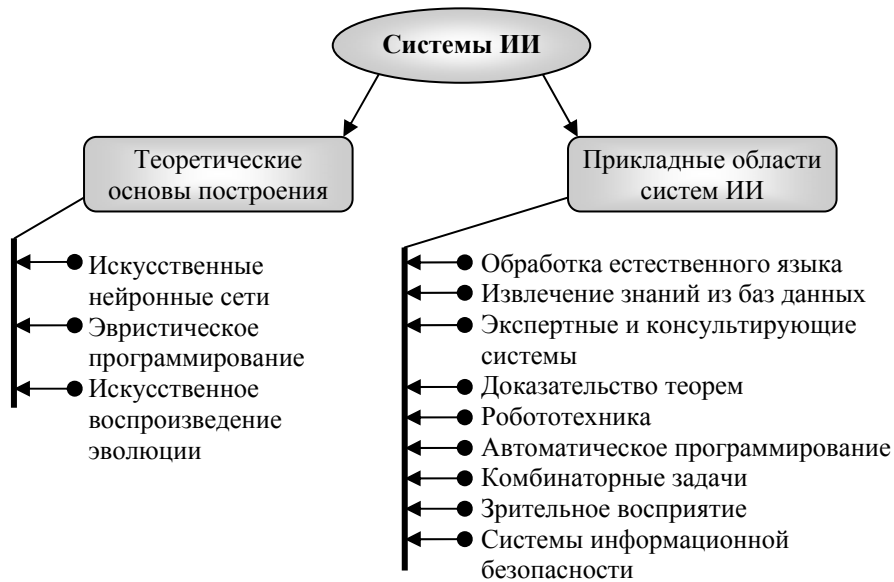 Системы ИИ
Теоретические
основы построения
Прикладные области
систем ИИ
Искусственные
нейронные сети
Эвристическое
программирование
Искусственное
воспроизведение
эволюции
Обработка естественного языка
Извлечение знаний из баз данных
Экспертные и консультирующие
системы
Доказательство теорем
Робототехника
Автоматическое программирование
Комбинаторные задачи
Зрительное восприятие
Системы информационной
безопасности